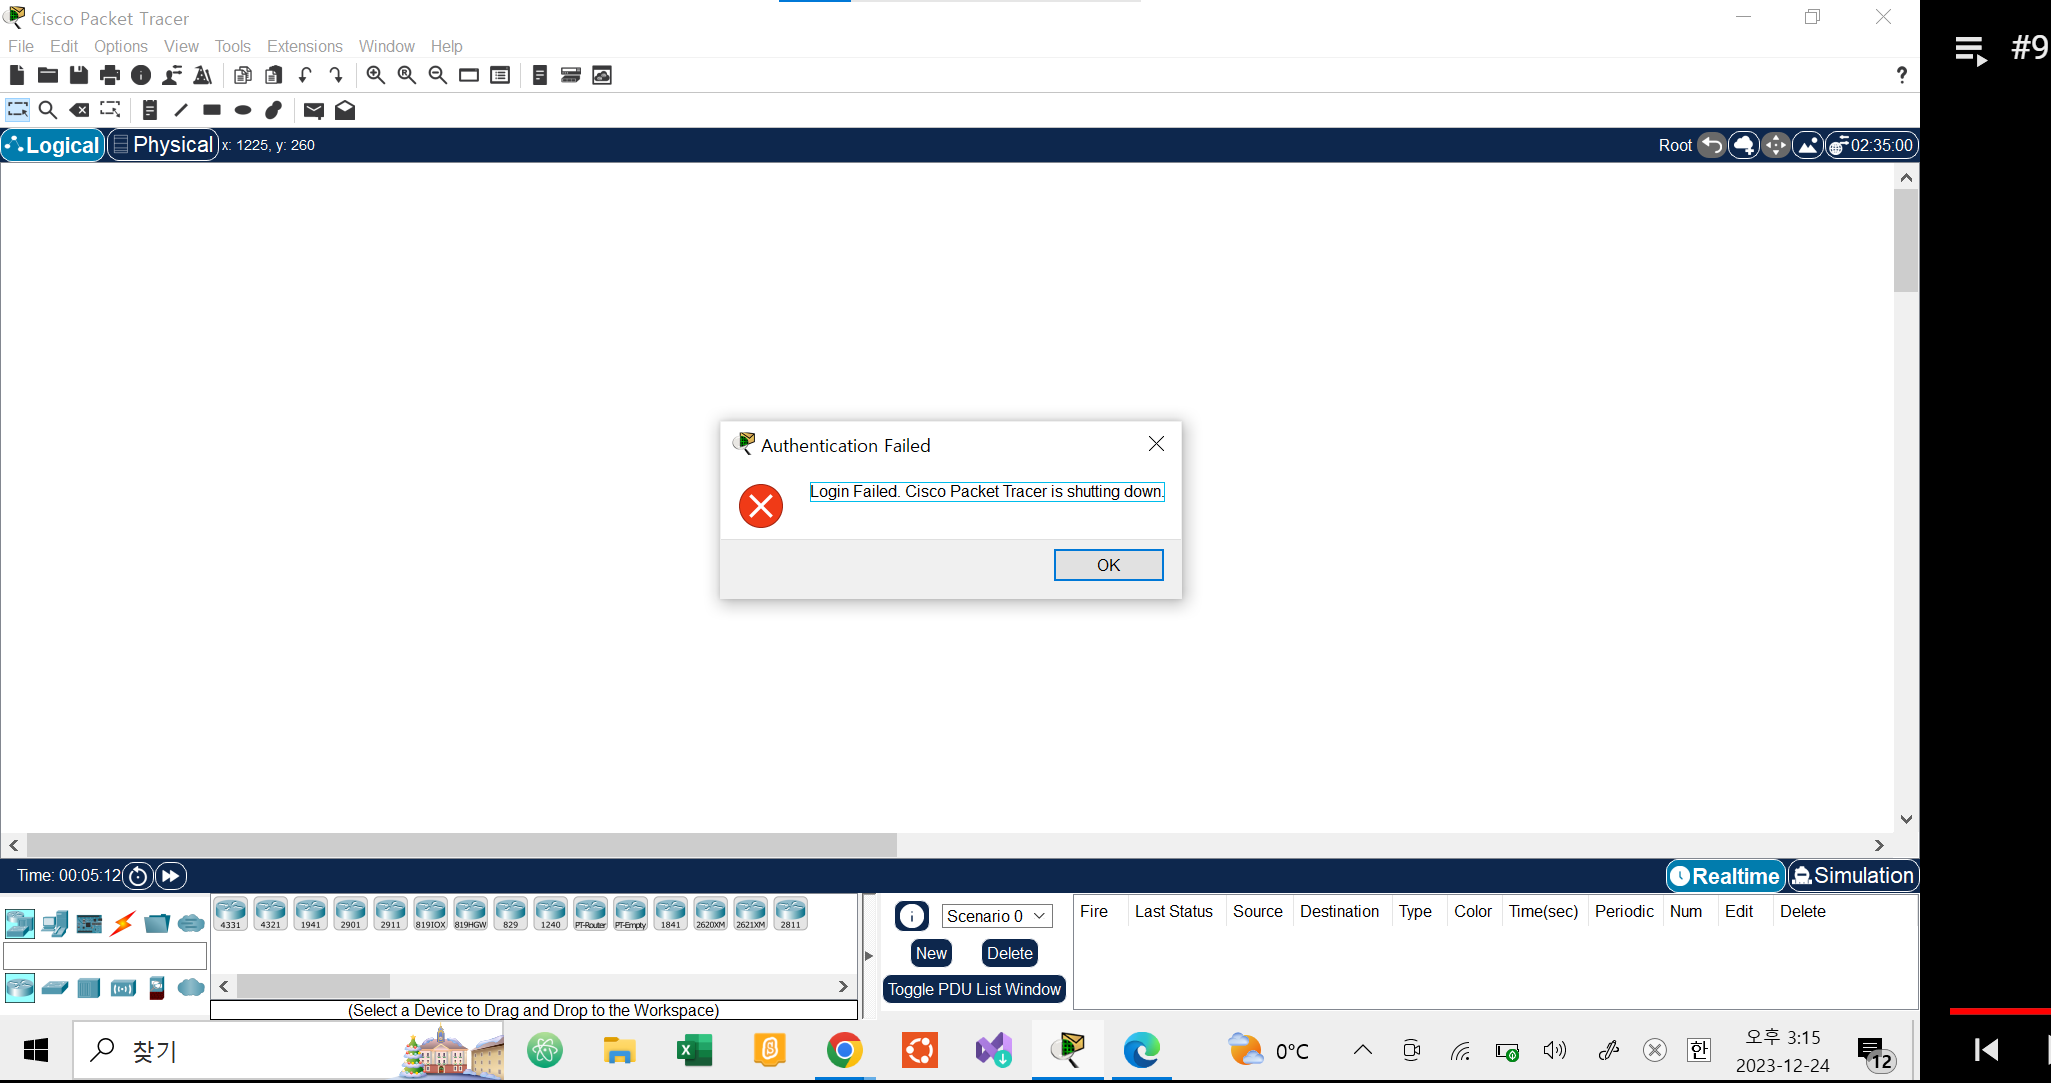 Cisco Packet Tracer
#9
File Edit Options View Tools Extensions Window Help
?
Logical Physical x: 1225, y: 260 Root 02:35:00
Authentication Failed
Login Failed. Cisco Packet Tracer is shutting down.
OK
Time: 00:05:12 Realtime Simulation
4331 4321 1941 2901 2911 819IOX 819HGW 829 1240 PT-Router PT-Empty 1841 2620XM 2621XM 2811
Scenario 0
New Delete
Toggle PDU List Window
Fire Last Status Source Destination Type Color Time(sec) Periodic Num Edit Delete
(Select a Device to Drag and Drop to the Workspace)
찾기
0°C
한
오후 3:15
2023-12-24
12